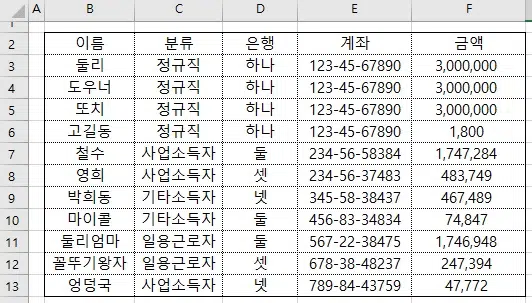 A B C D E F
2 이름 분류 은행 계좌 금액
3 둘리 정규직 하나 123-45-67890 3,000,000
4 도우너 정규직 하나 123-45-67890 3,000,000
5 또치 정규직 하나 123-45-67890 3,000,000
6 고길동 정규직 하나 123-45-67890 1,800
7 철수 사업소득자 둘 234-56-58384 1,747,284
8 영희 사업소득자 셋 234-56-37483 483,749
9 박희동 기타소득자 넷 345-58-38437 467,489
10 마이콜 기타소득자 둘 456-83-34834 74,847
11 둘리엄마 일용근로자 둘 567-22-38475 1,746,948
12 꼴뚜기왕자 일용근로자 셋 678-38-48237 247,394
13 엉덩국 사업소득자 넷 789-84-43759 47,772